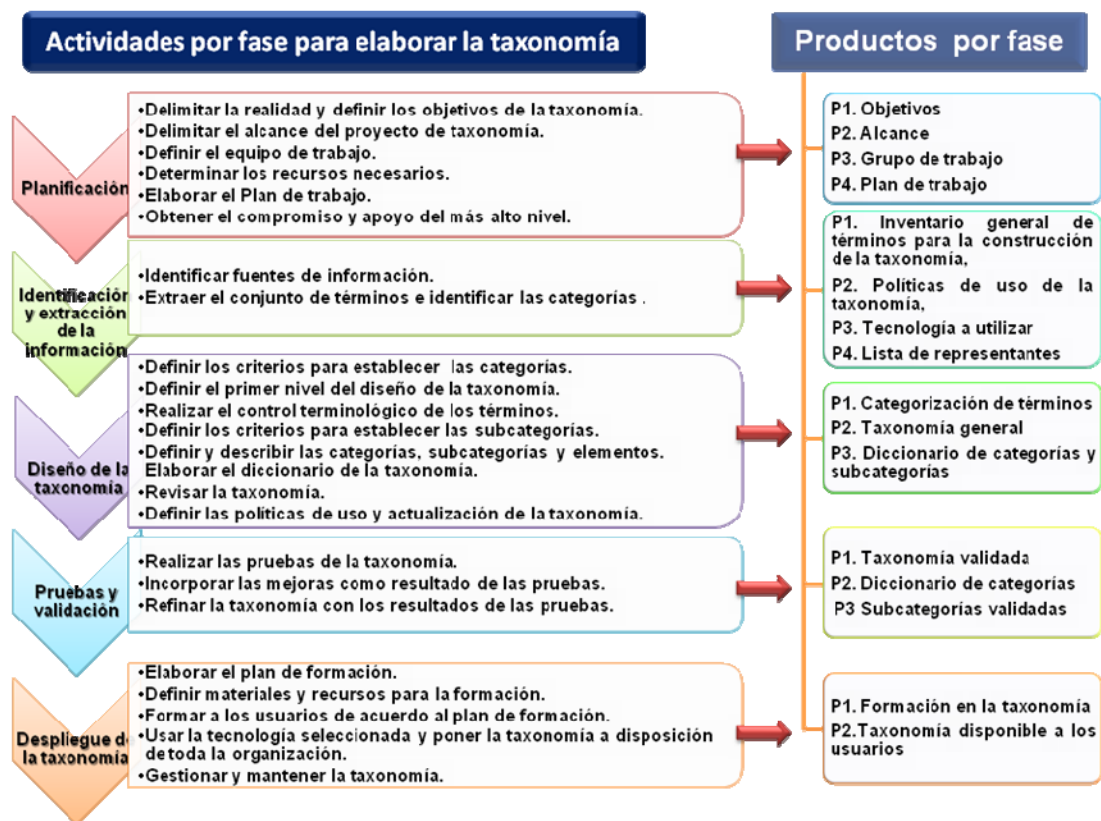 Actividades por fase para elaborar la taxonomía
Productos por fase
Planificación
•Delimitar la realidad y definir los objetivos de la taxonomía.
•Delimitar el alcance del proyecto de taxonomía.
•Definir el equipo de trabajo.
•Determinar los recursos necesarios.
•Elaborar el Plan de trabajo.
•Obtener el compromiso y apoyo del más alto nivel.
P1. Objetivos
P2. Alcance
P3. Grupo de trabajo
P4. Plan de trabajo
Identificación
y extracción
de la
información
•Identificar fuentes de información.
•Extraer el conjunto de términos e identificar las categorías .
P1. Inventario general de
términos para la construcción
de la taxonomía,
P2. Políticas de uso de la
taxonomía,
P3. Tecnología a utilizar
P4. Lista de representantes
Diseño de la
taxonomía
•Definir los criterios para establecer las categorías.
•Definir el primer nivel del diseño de la taxonomía.
•Realizar el control terminológico de los términos.
•Definir los criterios para establecer las subcategorías.
•Definir y describir las categorías, subcategorías y elementos.
Elaborar el diccionario de la taxonomía.
•Revisar la taxonomía.
•Definir las políticas de uso y actualización de la taxonomía.
P1. Categorización de términos
P2. Taxonomía general
P3. Diccionario de categorías y
subcategorías
Pruebas y
validación
•Realizar las pruebas de la taxonomía.
•Incorporar las mejoras como resultado de las pruebas.
•Refinar la taxonomía con los resultados de las pruebas.
P1. Taxonomía validada
P2. Diccionario de categorías
P3 Subcategorías validadas
Despliegue de
la taxonomía
•Elaborar el plan de formación.
•Definir materiales y recursos para la formación.
•Formar a los usuarios de acuerdo al plan de formación.
•Usar la tecnología seleccionada y poner la taxonomía a disposición
de toda la organización.
•Gestionar y mantener la taxonomía.
P1. Formación en la taxonomía
P2.Taxonomía disponible a los
usuarios